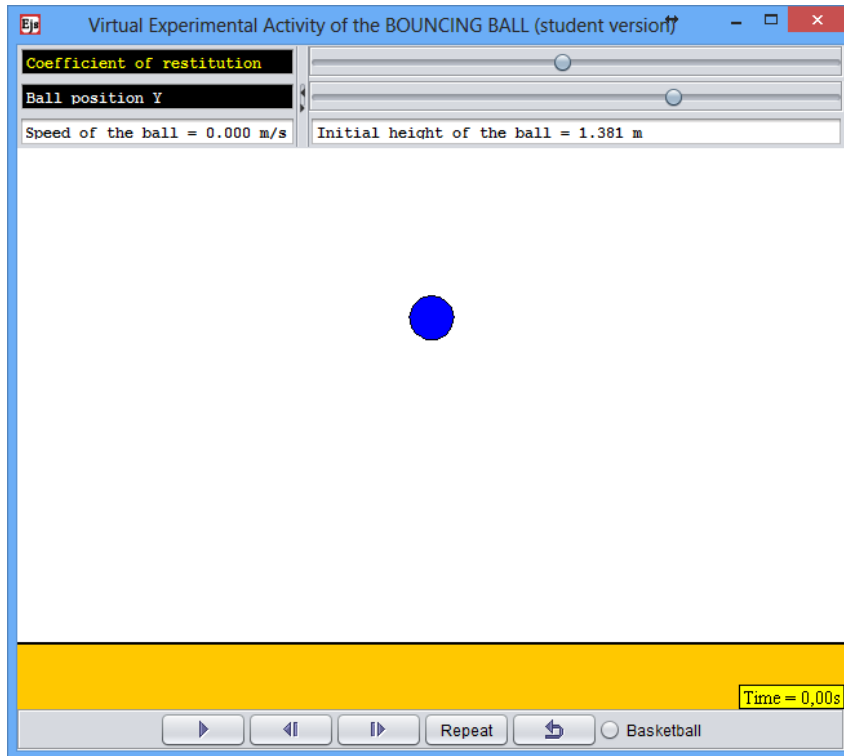 Ejs
Virtual Experimental Activity of the BOUNCING BALL (student version)
Coefficient of restitution
Ball position Y
Speed of the ball = 0.000 m/s
Initial height of the ball = 1.381 m
Time = 0,00s
Repeat
Basketball